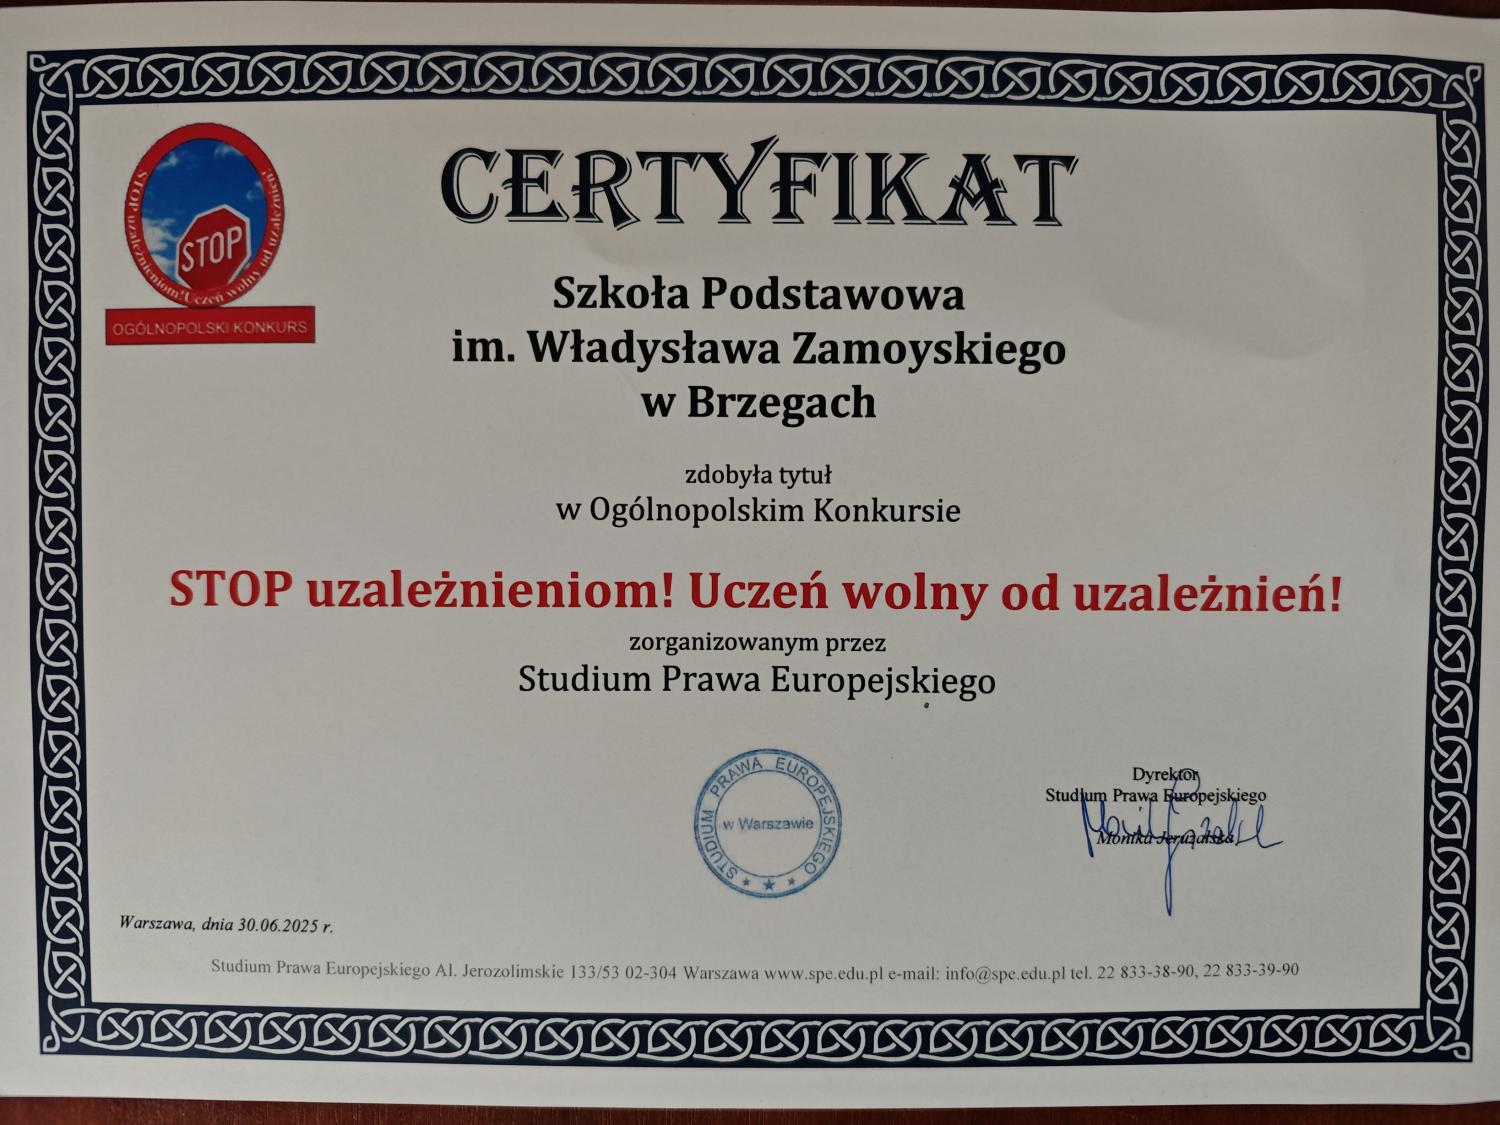 CERTYFIKAT
STOP uzależnieniom! Uczeń wolny od uzależnień!
STOP
OGÓLNOPOLSKI KONKURS
Szkoła Podstawowa
im. Władysława Zamoyskiego
w Brzegach
zdobyła tytuł
w Ogólnopolskim Konkursie
STOP uzależnieniom! Uczeń wolny od uzależnień!
zorganizowanym przez
Studium Prawa Europejskiego
STUDIUM PRAWA EUROPEJSKIEGO
w Warszawie
Dyrektor
Studium Prawa Europejskiego
Monika Jeruzalska
Warszawa, dnia 30.06.2025 r.
Studium Prawa Europejskiego Al. Jerozolimskie 133/53 02-304 Warszawa www.spe.edu.pl e-mail: info@spe.edu.pl tel. 22 833-38-90, 22 833-39-90